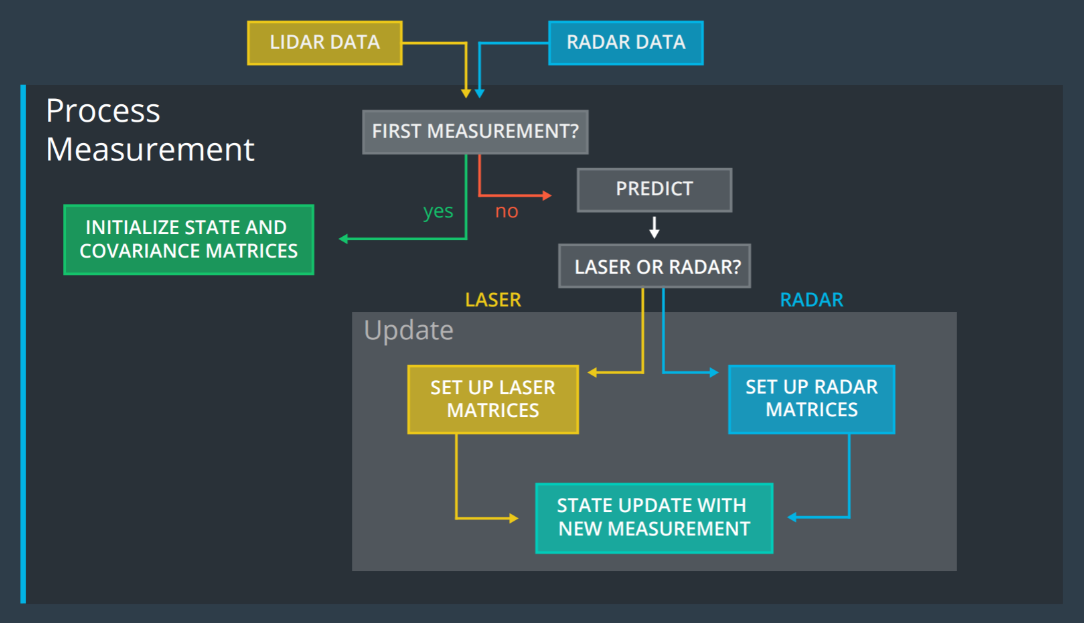 LIDAR DATA
RADAR DATA
Process
Measurement
FIRST MEASUREMENT?
PREDICT
yes
no
INITIALIZE STATE AND
COVARIANCE MATRICES
LASER OR RADAR?
LASER
RADAR
Update
SET UP LASER
MATRICES
SET UP RADAR
MATRICES
STATE UPDATE WITH
NEW MEASUREMENT